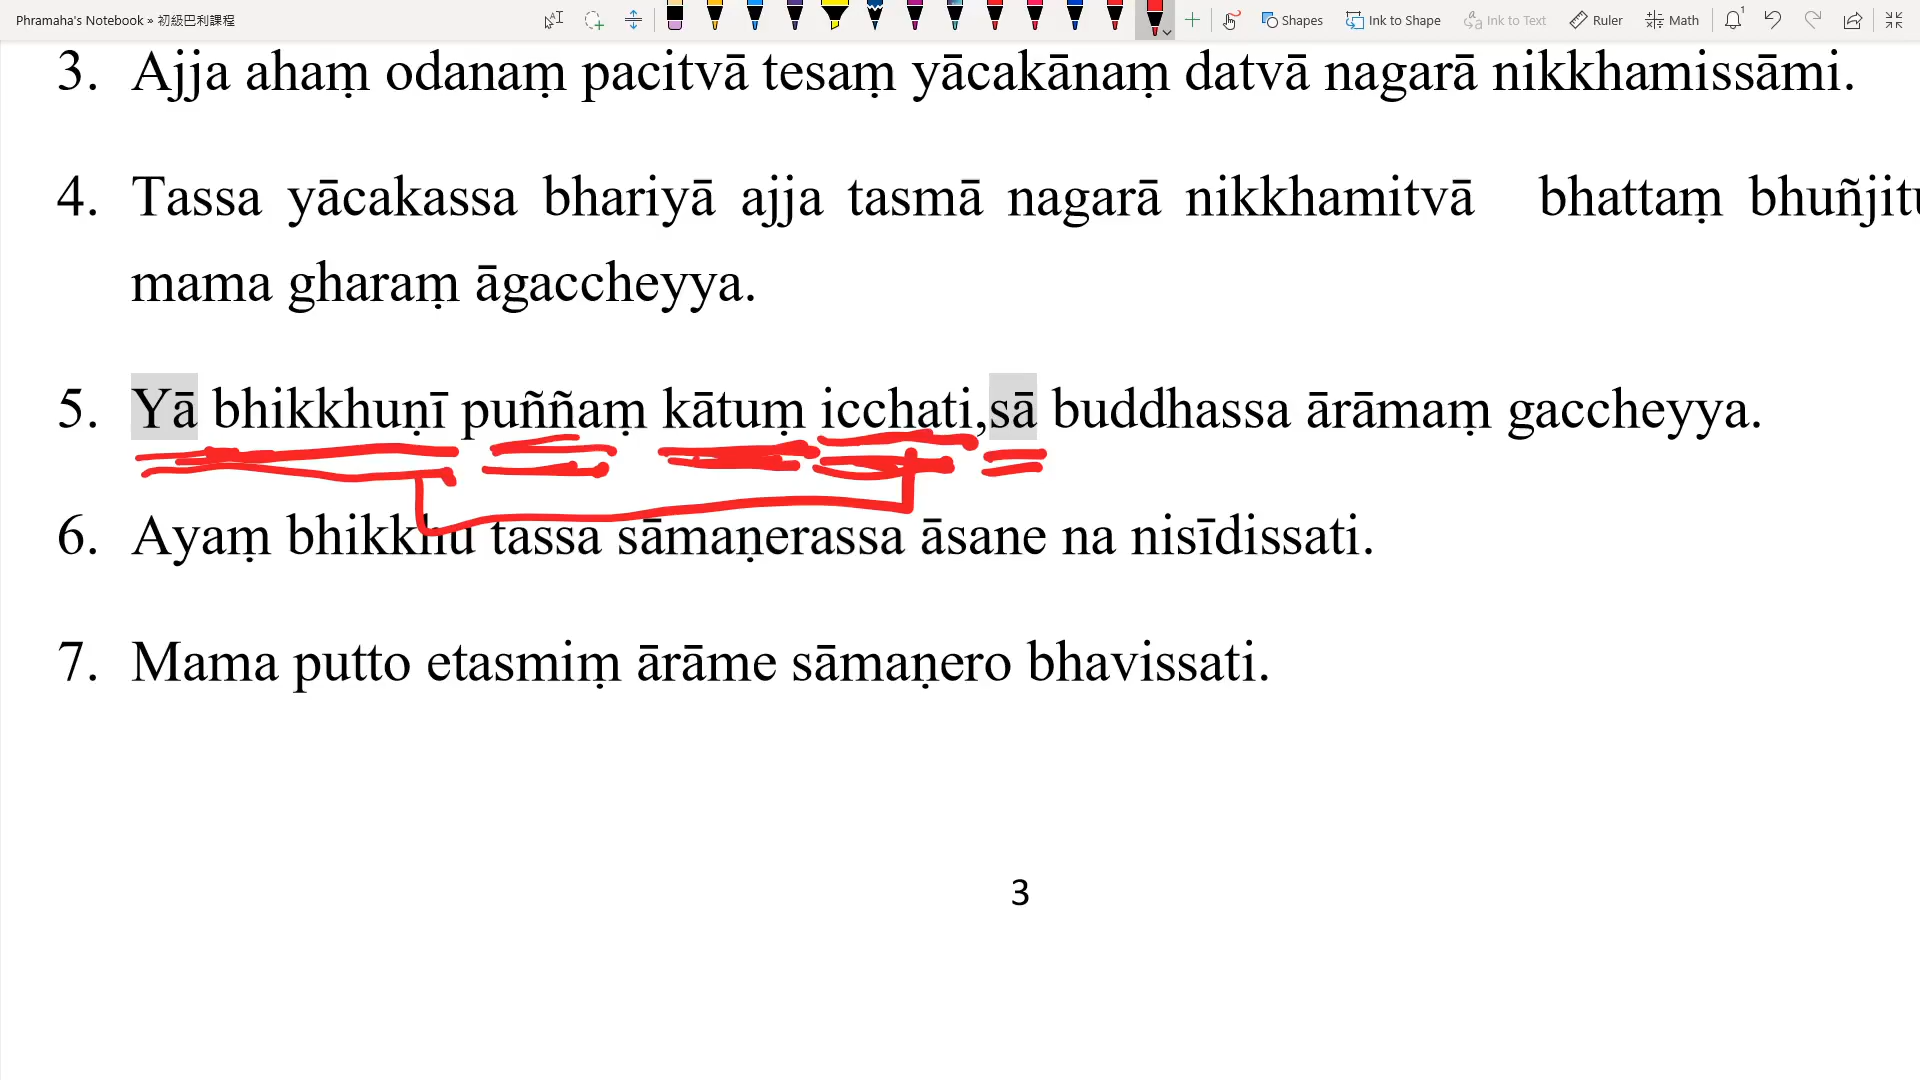 Phramaha's Notebook » 初級巴利課程
Shapes Ink to Shape Ink to Text Ruler Math 1
3. Ajja ahaṃ odanaṃ pacitvā tesaṃ yācakānaṃ datvā nagarā nikkhamissāmi.
4. Tassa yācakassa bhariyā ajja tasmā nagarā nikkhamitvā bhattaṃ bhuñjitu
mama gharaṃ āgaccheyya.
5. Yā bhikkhuṇī puññaṃ kātuṃ icchati,sā buddhassa ārāmaṃ gaccheyya.
6. Ayaṃ bhikkhu tassa sāmaṇerassa āsane na nisīdissati.
7. Mama putto etasmiṃ ārāme sāmaṇero bhavissati.
3